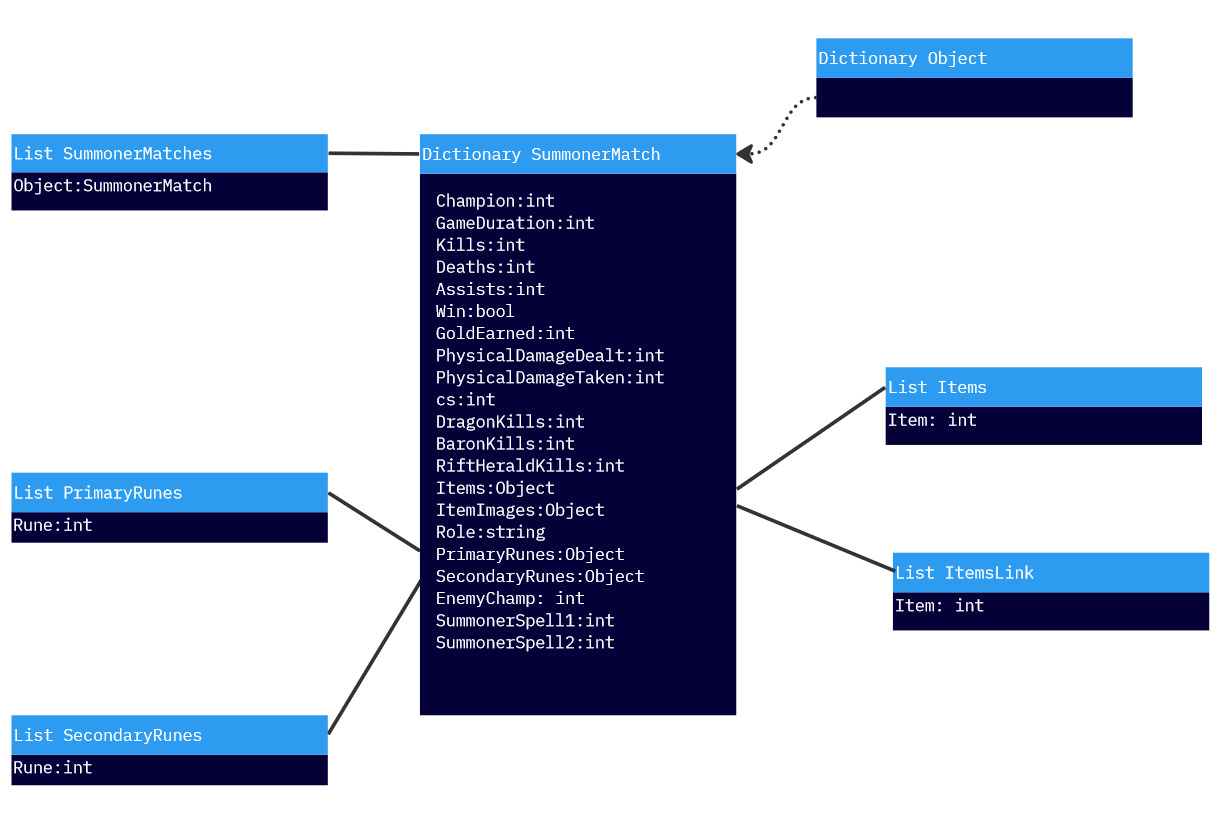 Dictionary Object
List SummonerMatches
Object:SummonerMatch
Dictionary SummonerMatch
Champion:int
GameDuration:int
Kills:int
Deaths:int
Assists:int
Win:bool
GoldEarned:int
PhysicalDamageDealt:int
PhysicalDamageTaken:int
cs:int
DragonKills:int
BaronKills:int
RiftHeraldKills:int
Items:Object
ItemImages:Object
Role:string
PrimaryRunes:Object
SecondaryRunes:Object
EnemyChamp: int
SummonerSpell1:int
SummonerSpell2:int
List Items
Item: int
List PrimaryRunes
Rune:int
List ItemsLink
Item: int
List SecondaryRunes
Rune:int